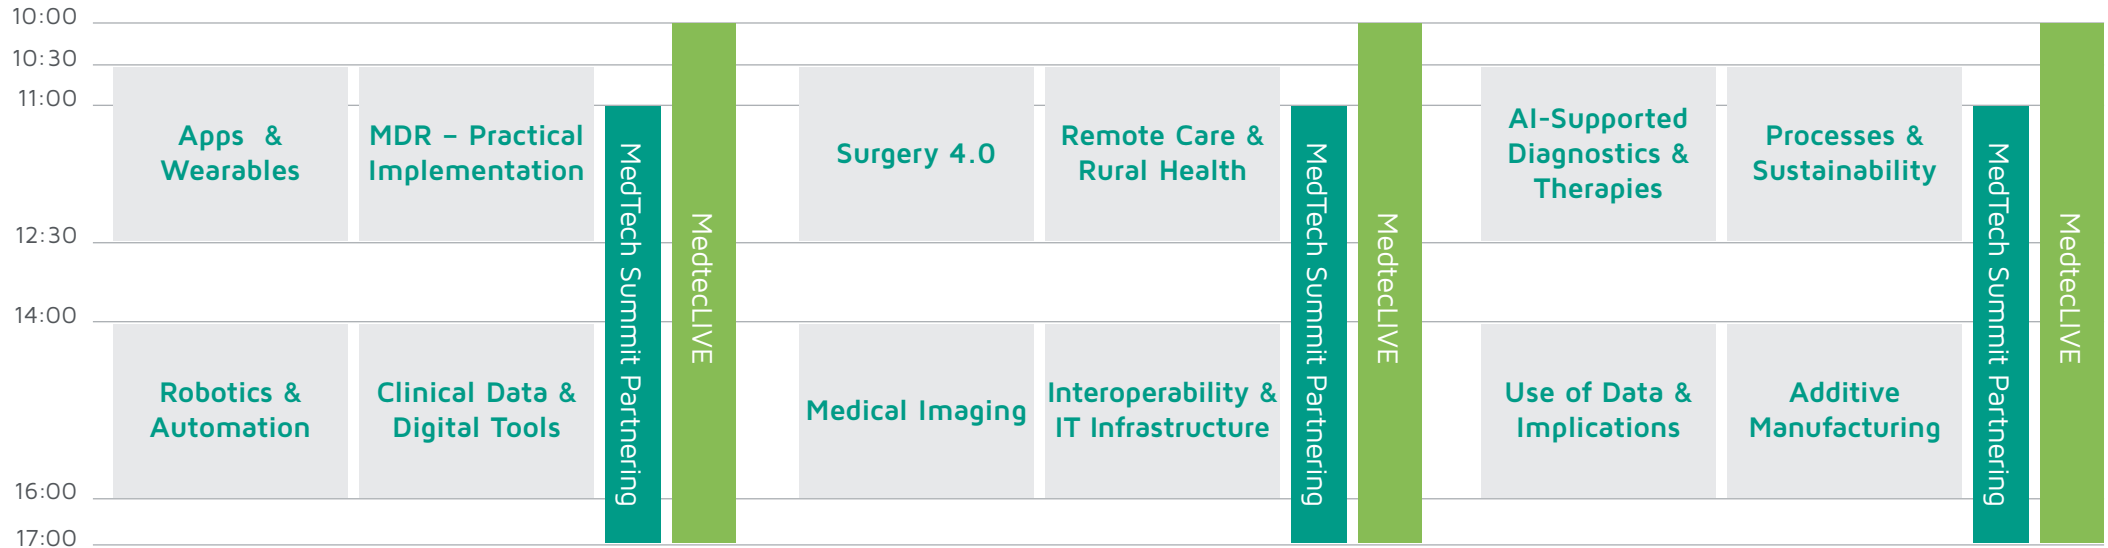 10:00
10:30
11:00
12:30
14:00
16:00
17:00
Apps &
Wearables
MDR – Practical
Implementation
Robotics &
Automation
Clinical Data &
Digital Tools
MedTech Summit Partnering
MedtecLIVE
Surgery 4.0
Remote Care &
Rural Health
Medical Imaging
Interoperability &
IT Infrastructure
MedTech Summit Partnering
MedtecLIVE
AI-Supported
Diagnostics &
Therapies
Processes &
Sustainability
Use of Data &
Implications
Additive
Manufacturing
MedTech Summit Partnering
MedtecLIVE